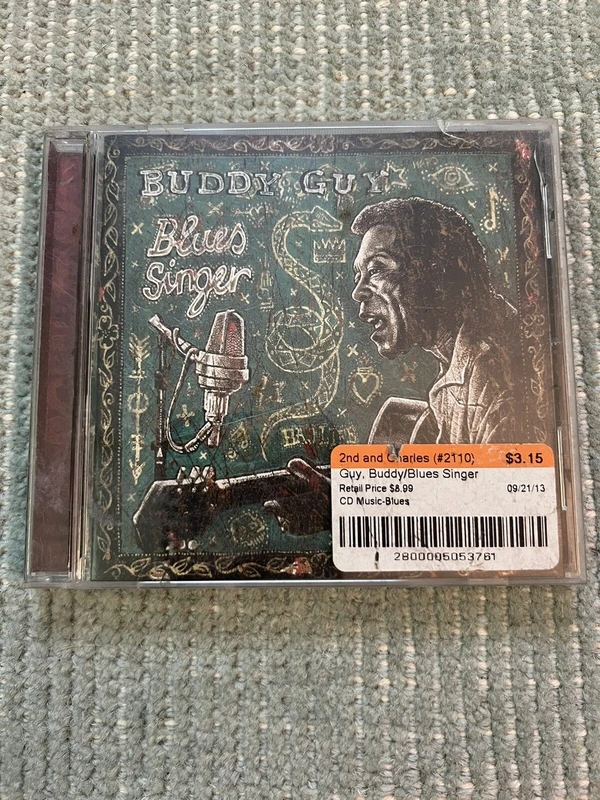 BUDDY GUY
Blues
Singer
2nd and Charles (#2110) $3.15
Guy, Buddy/Blues Singer
Retail Price $8.99 09/21/13
CD Music-Blues
2800005053761